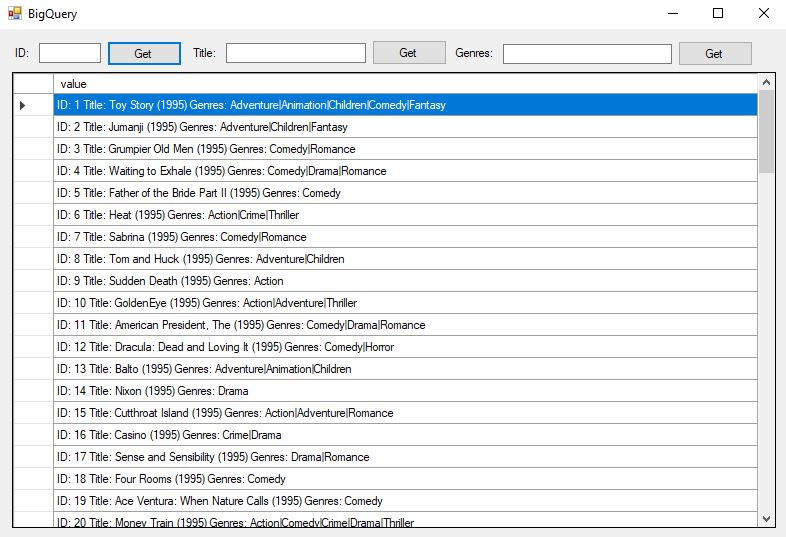 BigQuery
ID: Get Title: Get Genres: Get
value
ID: 1 Title: Toy Story (1995) Genres: Adventure|Animation|Children|Comedy|Fantasy
ID: 2 Title: Jumanji (1995) Genres: Adventure|Children|Fantasy
ID: 3 Title: Grumpier Old Men (1995) Genres: Comedy|Romance
ID: 4 Title: Waiting to Exhale (1995) Genres: Comedy|Drama|Romance
ID: 5 Title: Father of the Bride Part II (1995) Genres: Comedy
ID: 6 Title: Heat (1995) Genres: Action|Crime|Thriller
ID: 7 Title: Sabrina (1995) Genres: Comedy|Romance
ID: 8 Title: Tom and Huck (1995) Genres: Adventure|Children
ID: 9 Title: Sudden Death (1995) Genres: Action
ID: 10 Title: GoldenEye (1995) Genres: Action|Adventure|Thriller
ID: 11 Title: American President, The (1995) Genres: Comedy|Drama|Romance
ID: 12 Title: Dracula: Dead and Loving It (1995) Genres: Comedy|Horror
ID: 13 Title: Balto (1995) Genres: Adventure|Animation|Children
ID: 14 Title: Nixon (1995) Genres: Drama
ID: 15 Title: Cutthroat Island (1995) Genres: Action|Adventure|Romance
ID: 16 Title: Casino (1995) Genres: Crime|Drama
ID: 17 Title: Sense and Sensibility (1995) Genres: Drama|Romance
ID: 18 Title: Four Rooms (1995) Genres: Comedy
ID: 19 Title: Ace Ventura: When Nature Calls (1995) Genres: Comedy
ID: 20 Title: Money Train (1995) Genres: Action|Comedy|Crime|Drama|Thriller